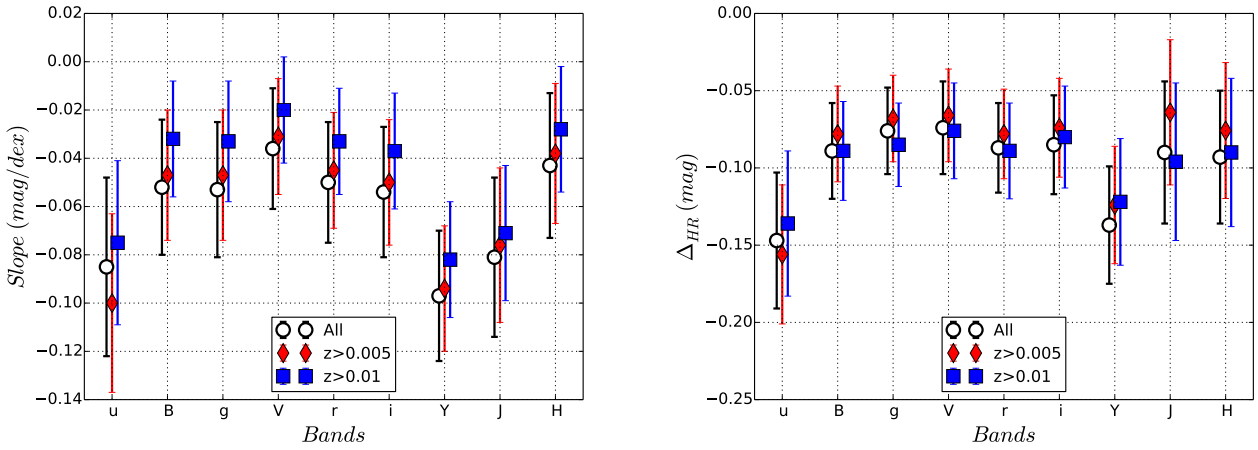 0.02
0.00
−0.02
−0.04
−0.06
−0.08
−0.10
−0.12
−0.14
Slope (mag/dex)
u B g V r i Y J H
Bands
All
z>0.005
z>0.01
0.00
−0.05
−0.10
−0.15
−0.20
−0.25
Δ_HR (mag)
u B g V r i Y J H
Bands
All
z>0.005
z>0.01